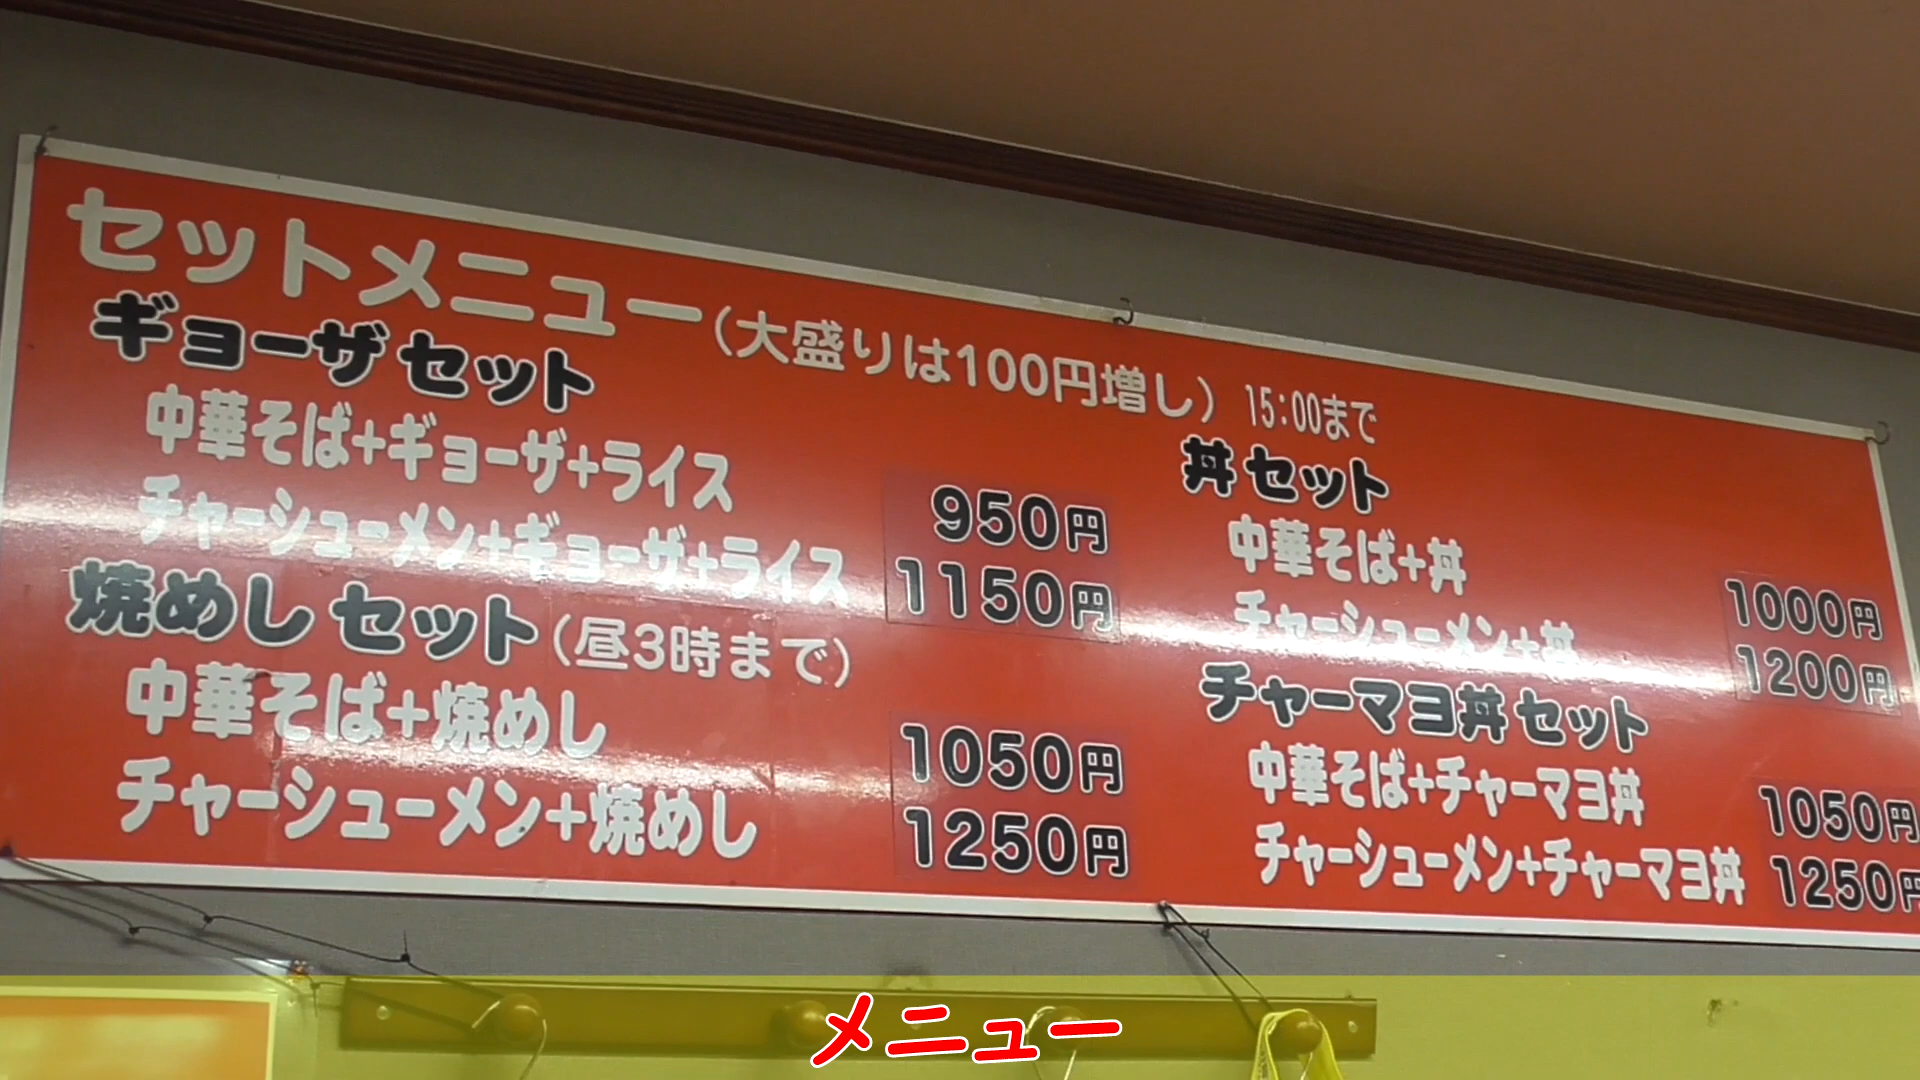 セットメニュー(大盛りは100円増し) 15:00まで
ギョーザセット
中華そば+ギョーザ+ライス 950円
チャーシューメン+ギョーザ+ライス 1150円
焼めしセット(昼3時まで)
中華そば+焼めし 1050円
チャーシューメン+焼めし 1250円
丼セット
中華そば+丼 1000円
チャーシューメン+丼 1200円
チャーマヨ丼セット
中華そば+チャーマヨ丼 1050円
チャーシューメン+チャーマヨ丼 1250円
メニュー